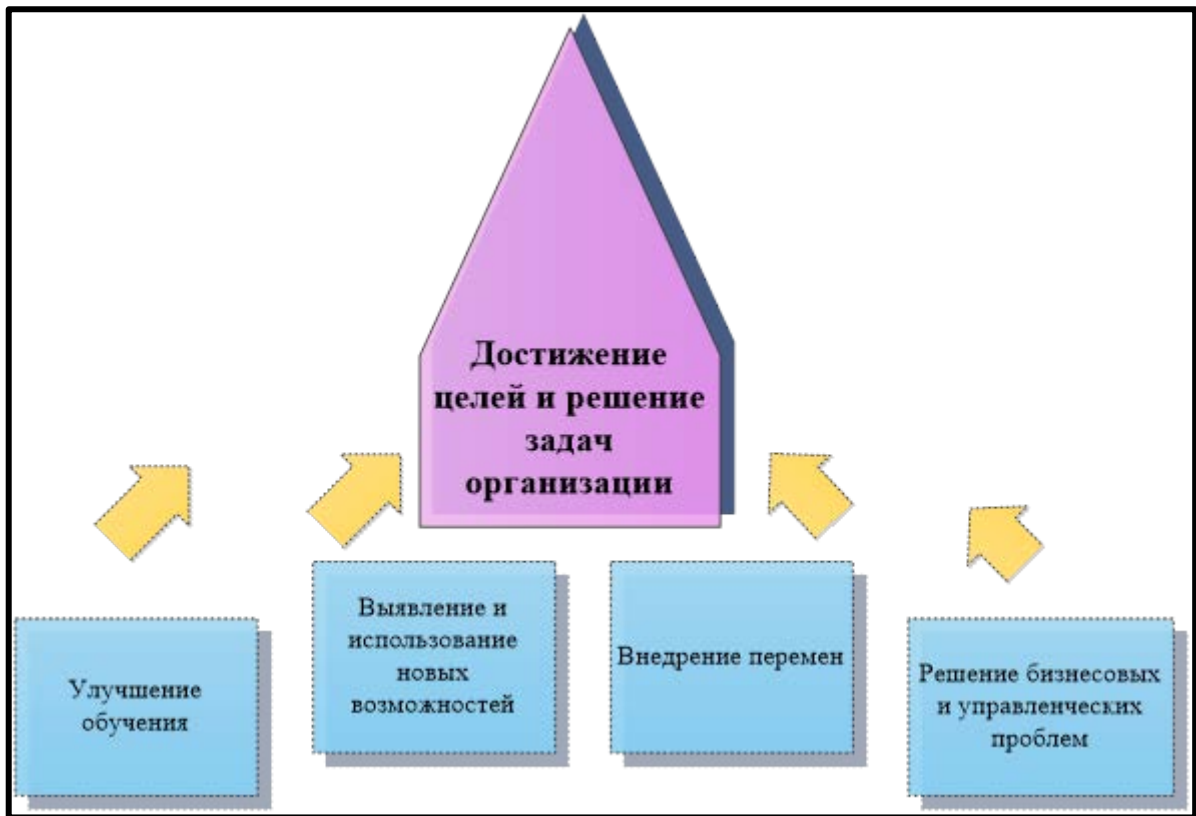 Достижение
целей и решение
задач
организации
Улучшение
обучения
Выявление и
использование
новых
возможностей
Внедрение перемен
Решение бизнесовых
и управленческих
проблем